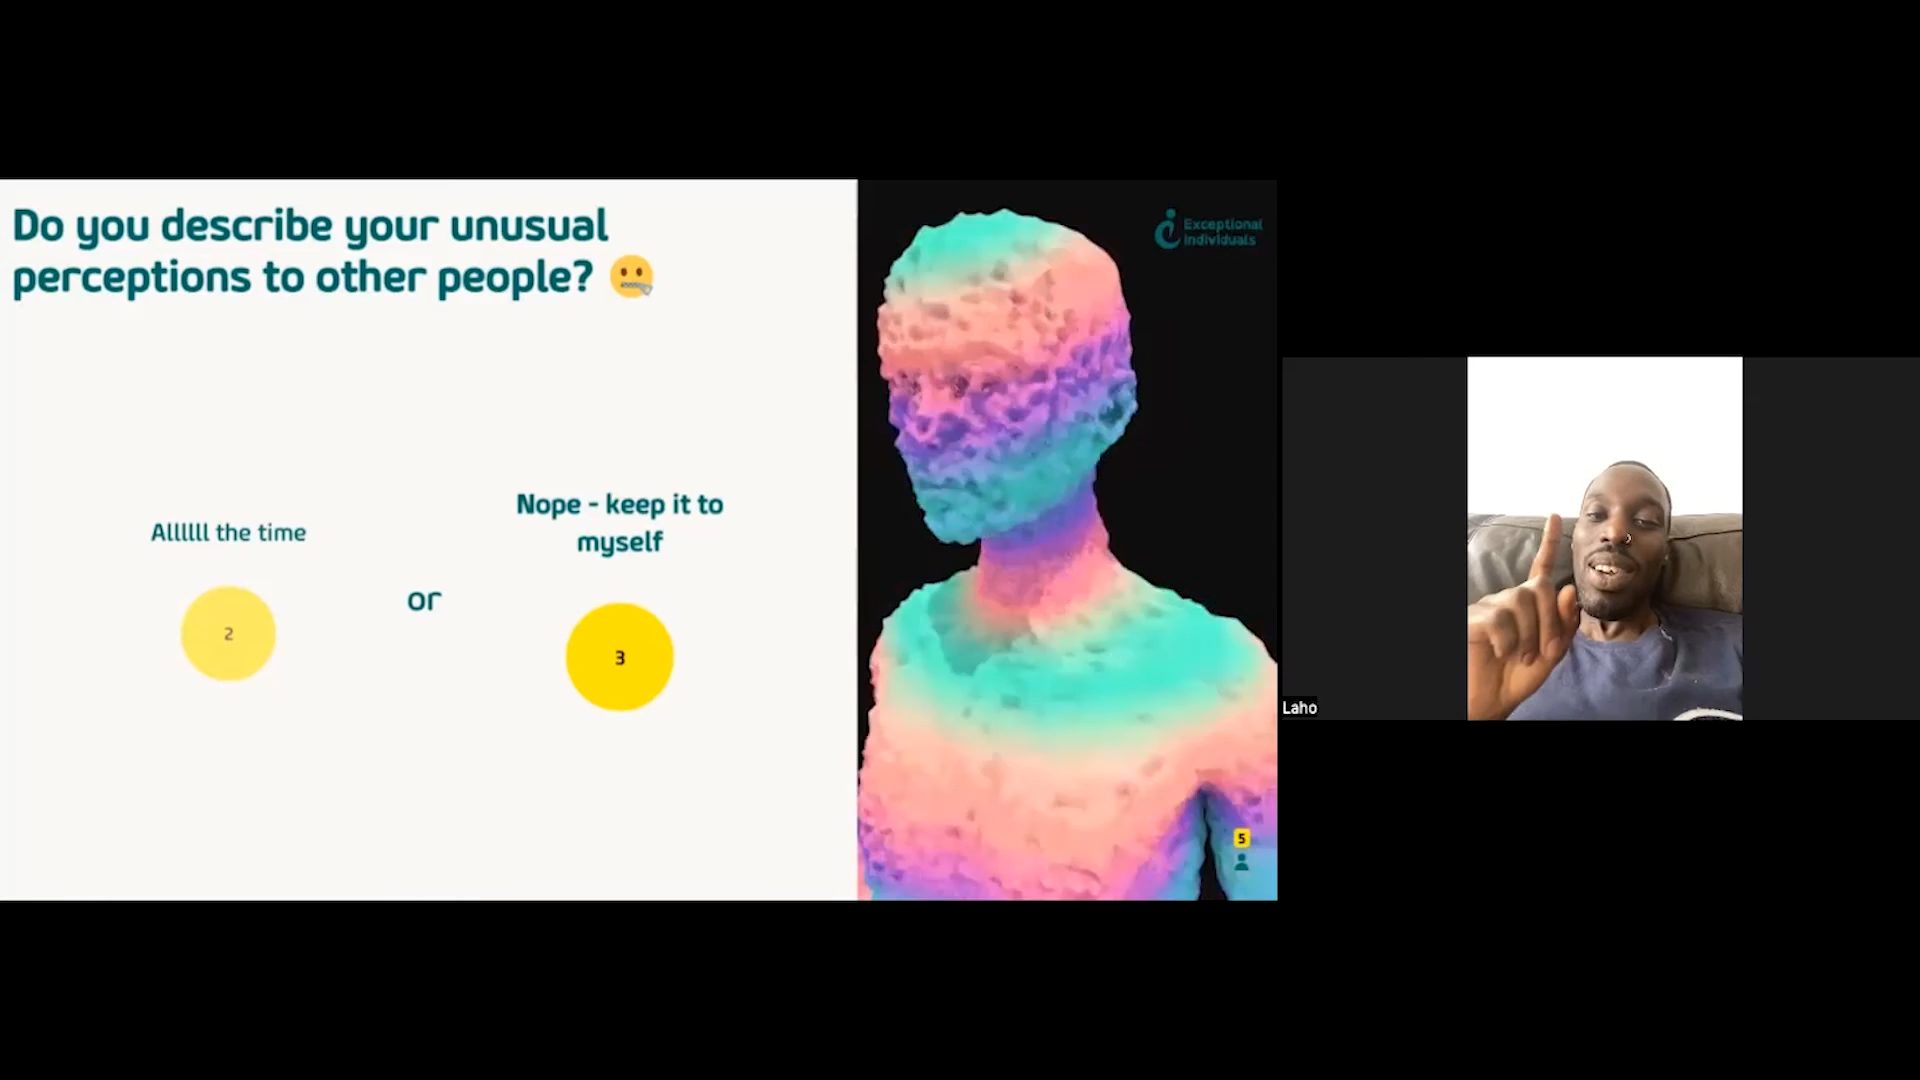 Do you describe your unusual
perceptions to other people?
Exceptional
Individuals
Allllll the time
2
or
Nope - keep it to
myself
3
5
Laho